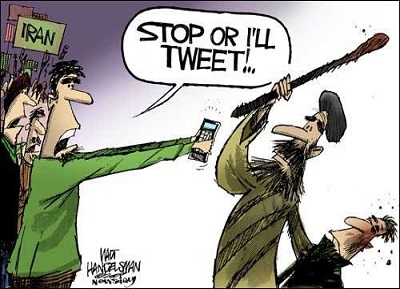 IRAN
STOP OR I'LL
TWEET!..
WALT
HANDELSMAN
NEWSDAY